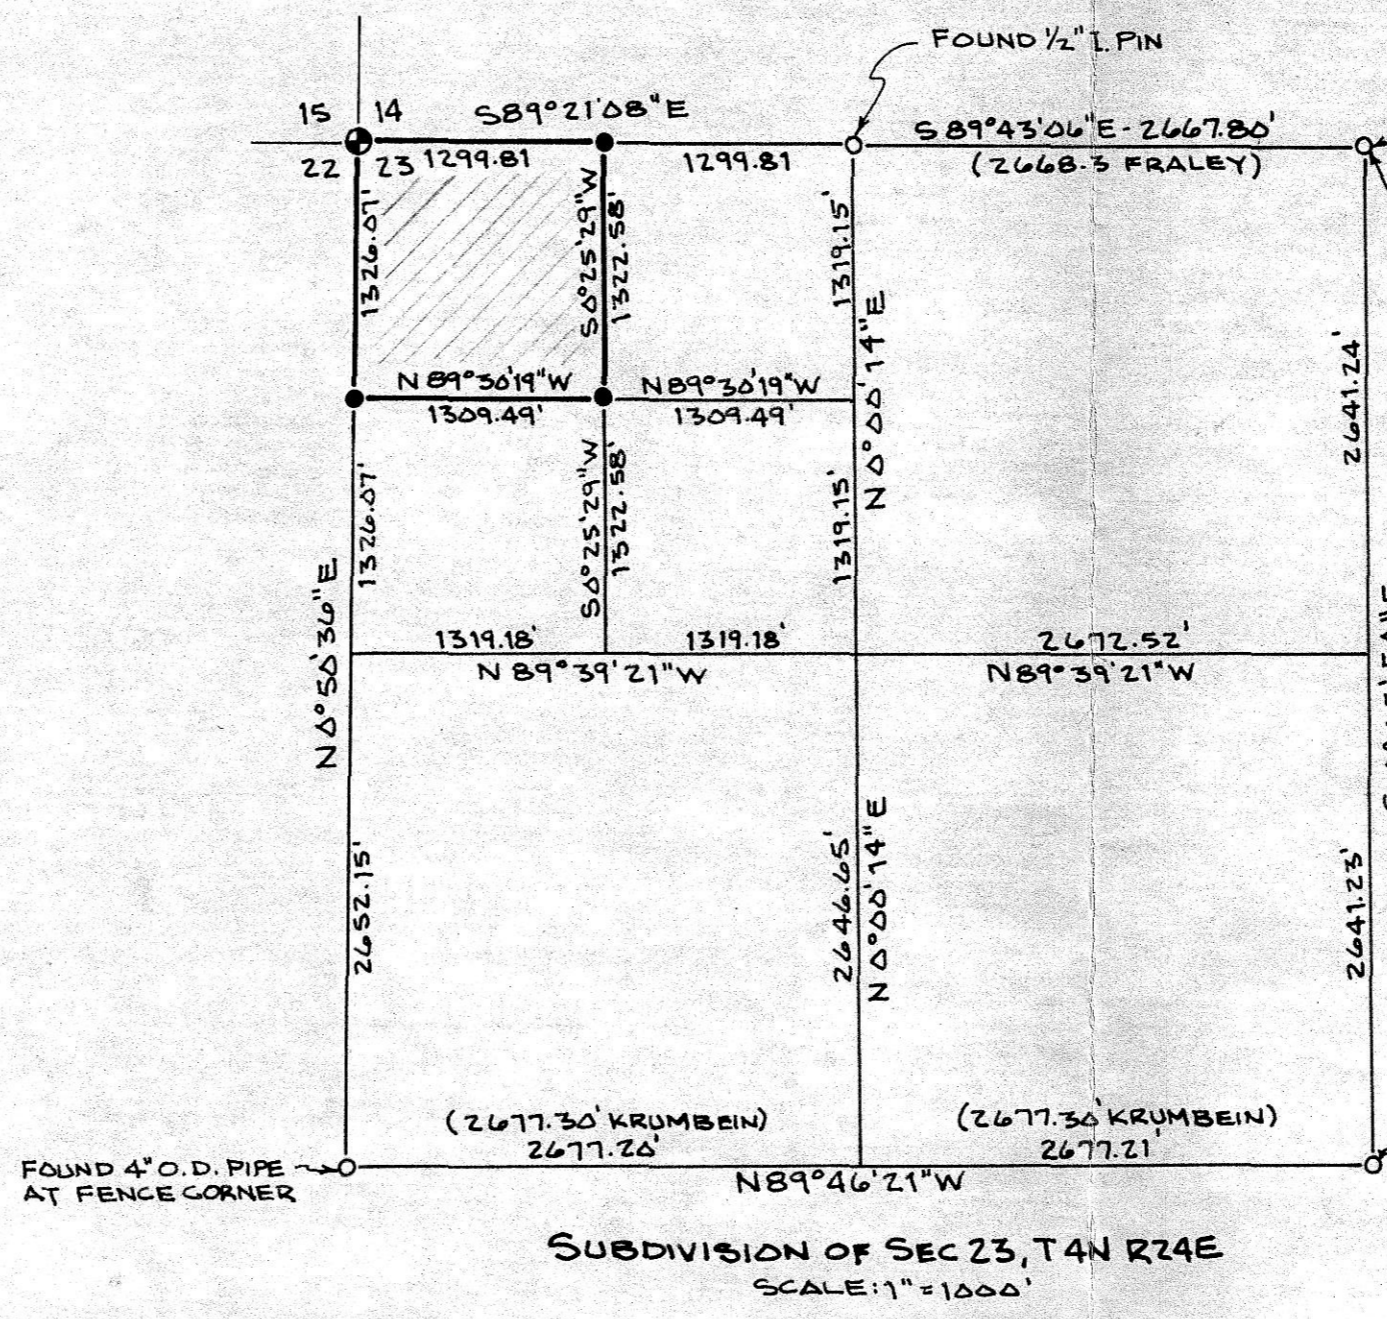 FOUND 1/2" I. PIN
15 14
S89°21'08"E
S 89°43'06"E - 2667.80'
22 23 1299.81
1299.81
(2668.3 FRALEY)
1326.07'
S0°25'29"W
1322.58'
1319.15'
N 0°00'14"E
2641.24'
N 89°30'19"W
1309.49'
N 89°30'19"W
1309.49'
1326.07'
S0°25'29"W
1322.58'
1319.15'
N 0°50'36"E
1319.18'
1319.18'
N 89°39'21"W
2672.52'
N89°39'21"W
2652.15'
2646.65'
N 0°00'14"E
2641.23'
(2677.30' KRUMBEIN)
2677.20'
(2677.30' KRUMBEIN)
2677.21'
N89°46'21"W
FOUND 4" O.D. PIPE
AT FENCE CORNER
SUBDIVISION OF SEC 23, T4N R24E
SCALE: 1" = 1000'